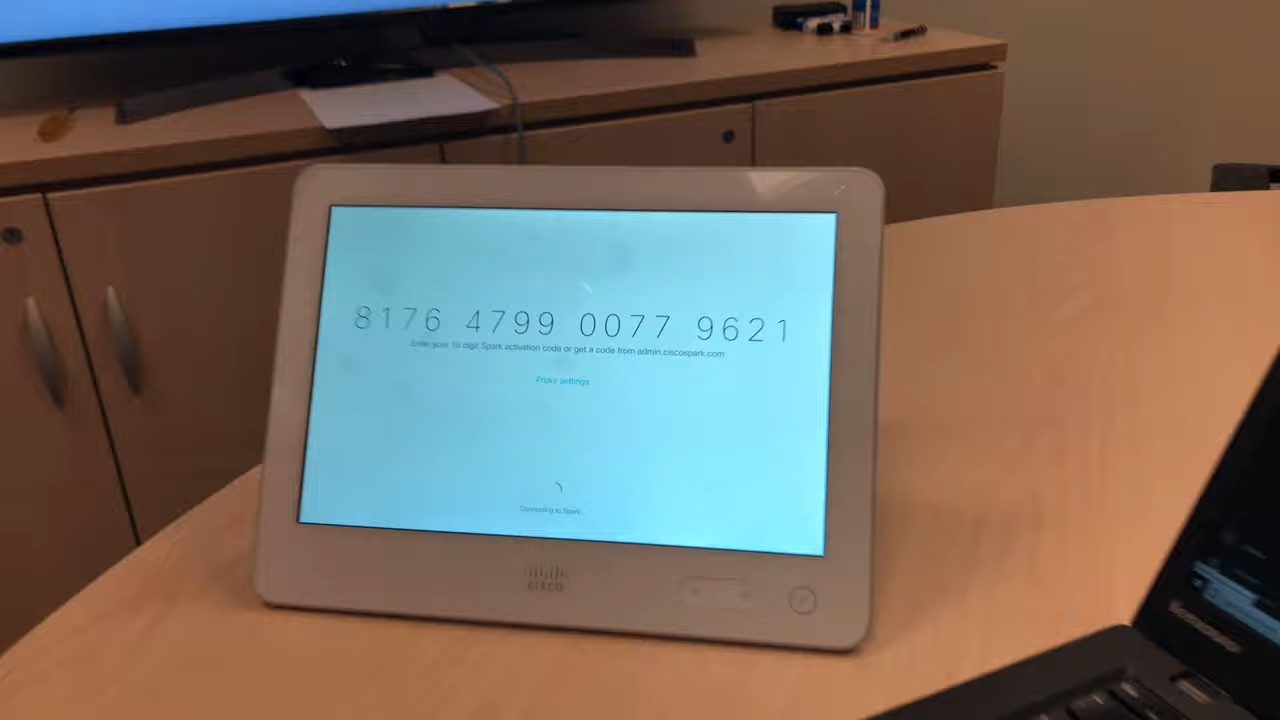 8176 4799 0077 9621
Enter your 16 digit Spark activation code or get a code from admin.ciscospark.com
Proxy settings
Connecting to Spark...
CISCO